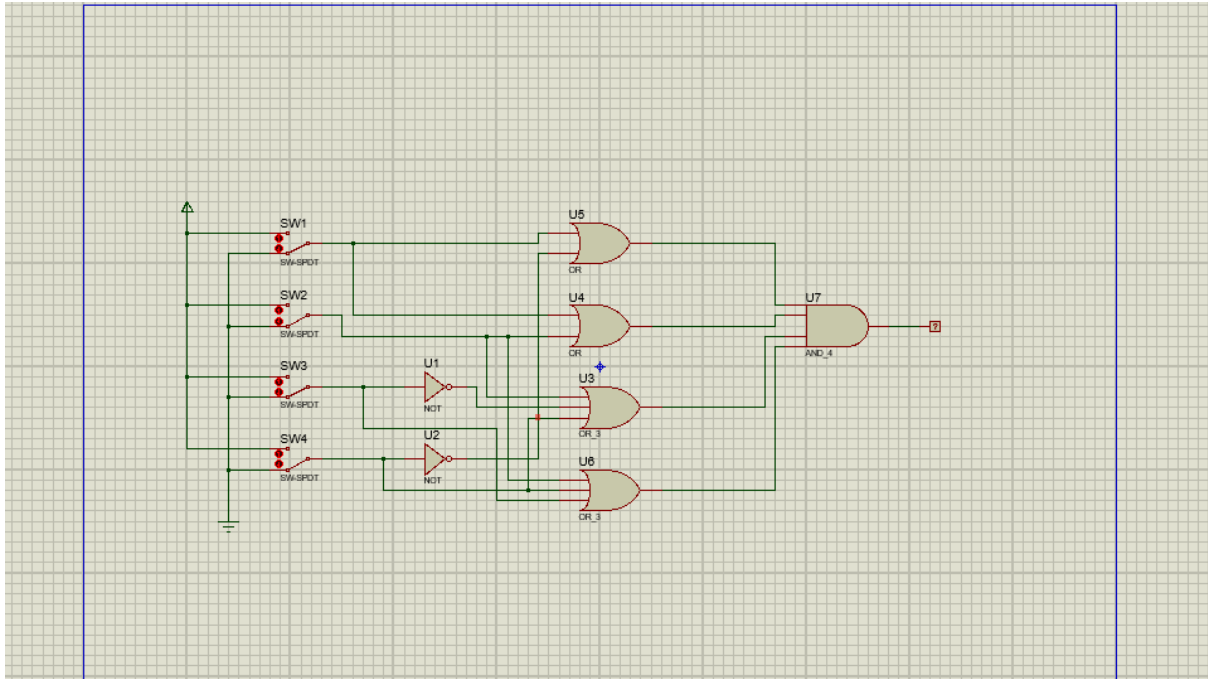 SW1
SW-SPDT
SW2
SW-SPDT
SW3
SW-SPDT
SW4
SW-SPDT
U1
NOT
U2
NOT
U5
OR
U4
OR
U3
OR_3
U6
OR_3
U7
AND_4
?